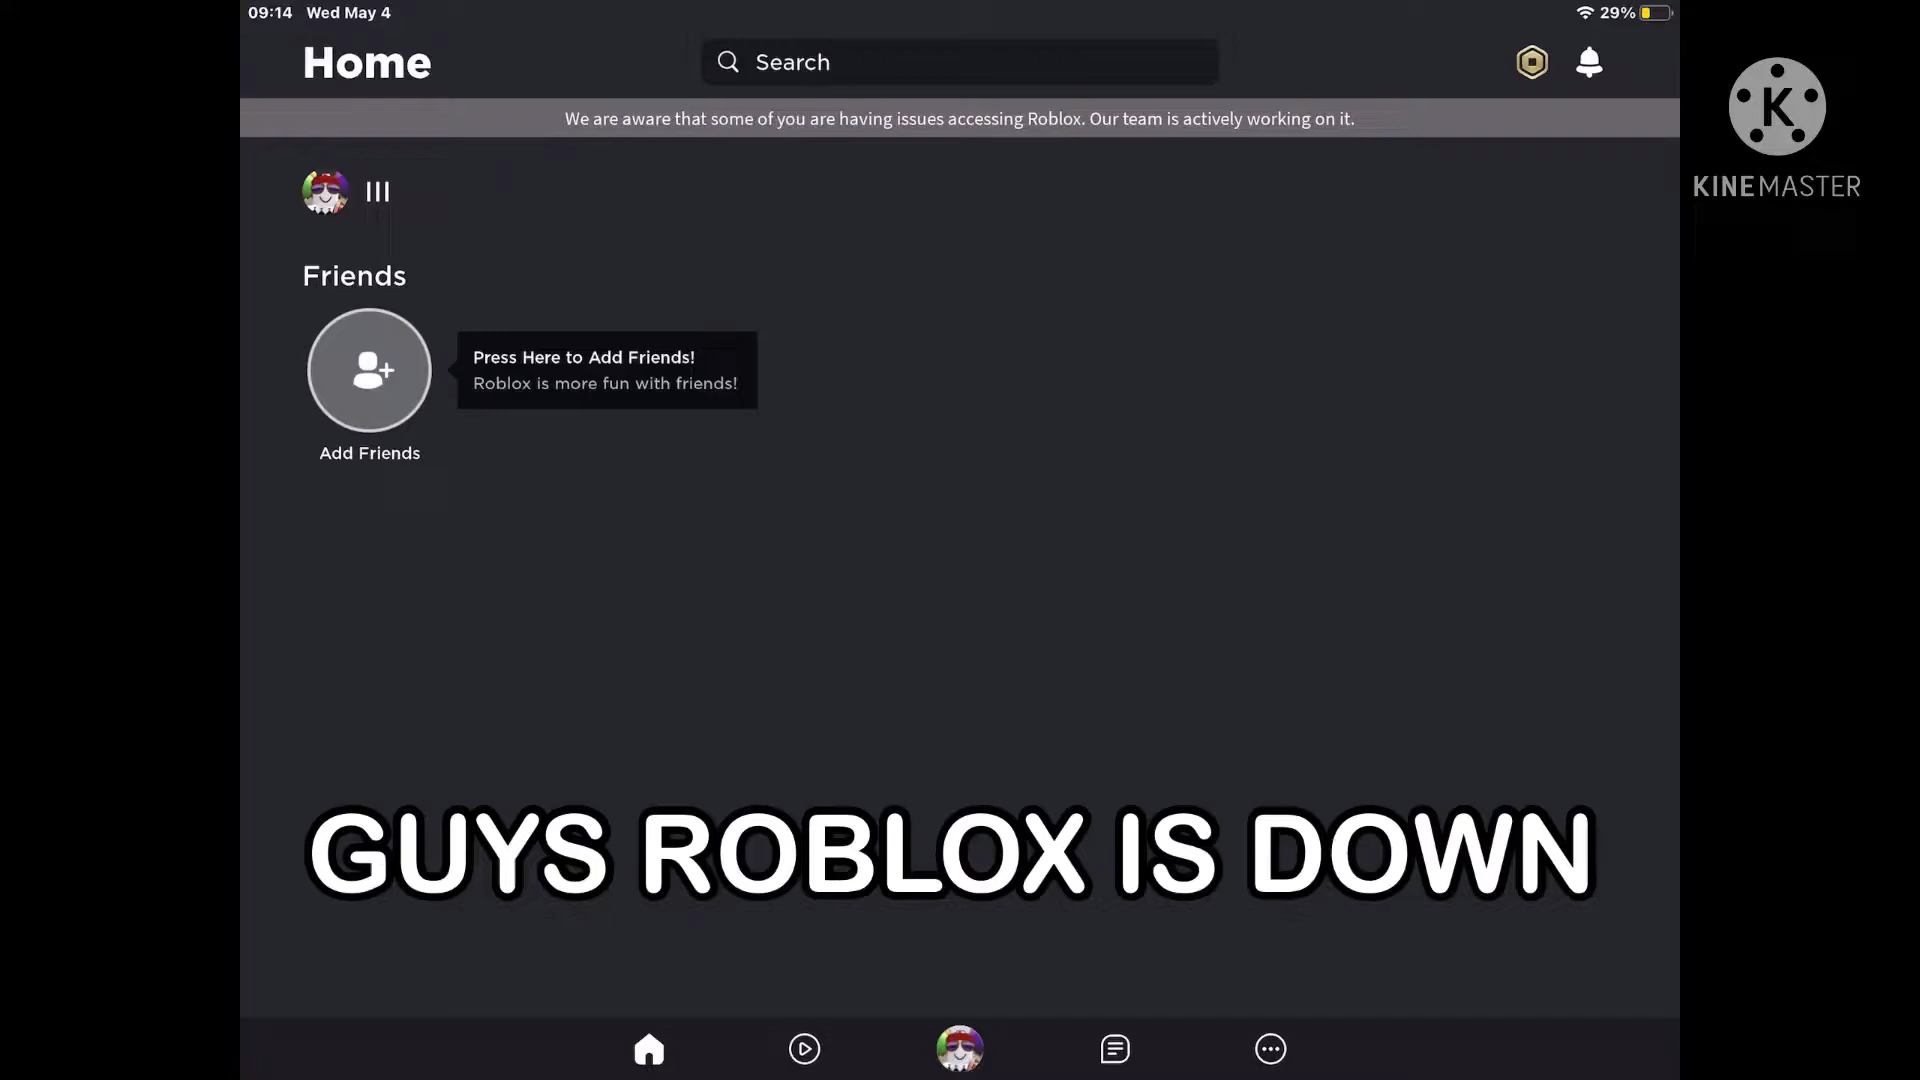 09:14 Wed May 4
29%
Home
Search
We are aware that some of you are having issues accessing Roblox. Our team is actively working on it.
K
KINEMASTER
III
Friends
Press Here to Add Friends!
Roblox is more fun with friends!
Add Friends
GUYS ROBLOX IS DOWN